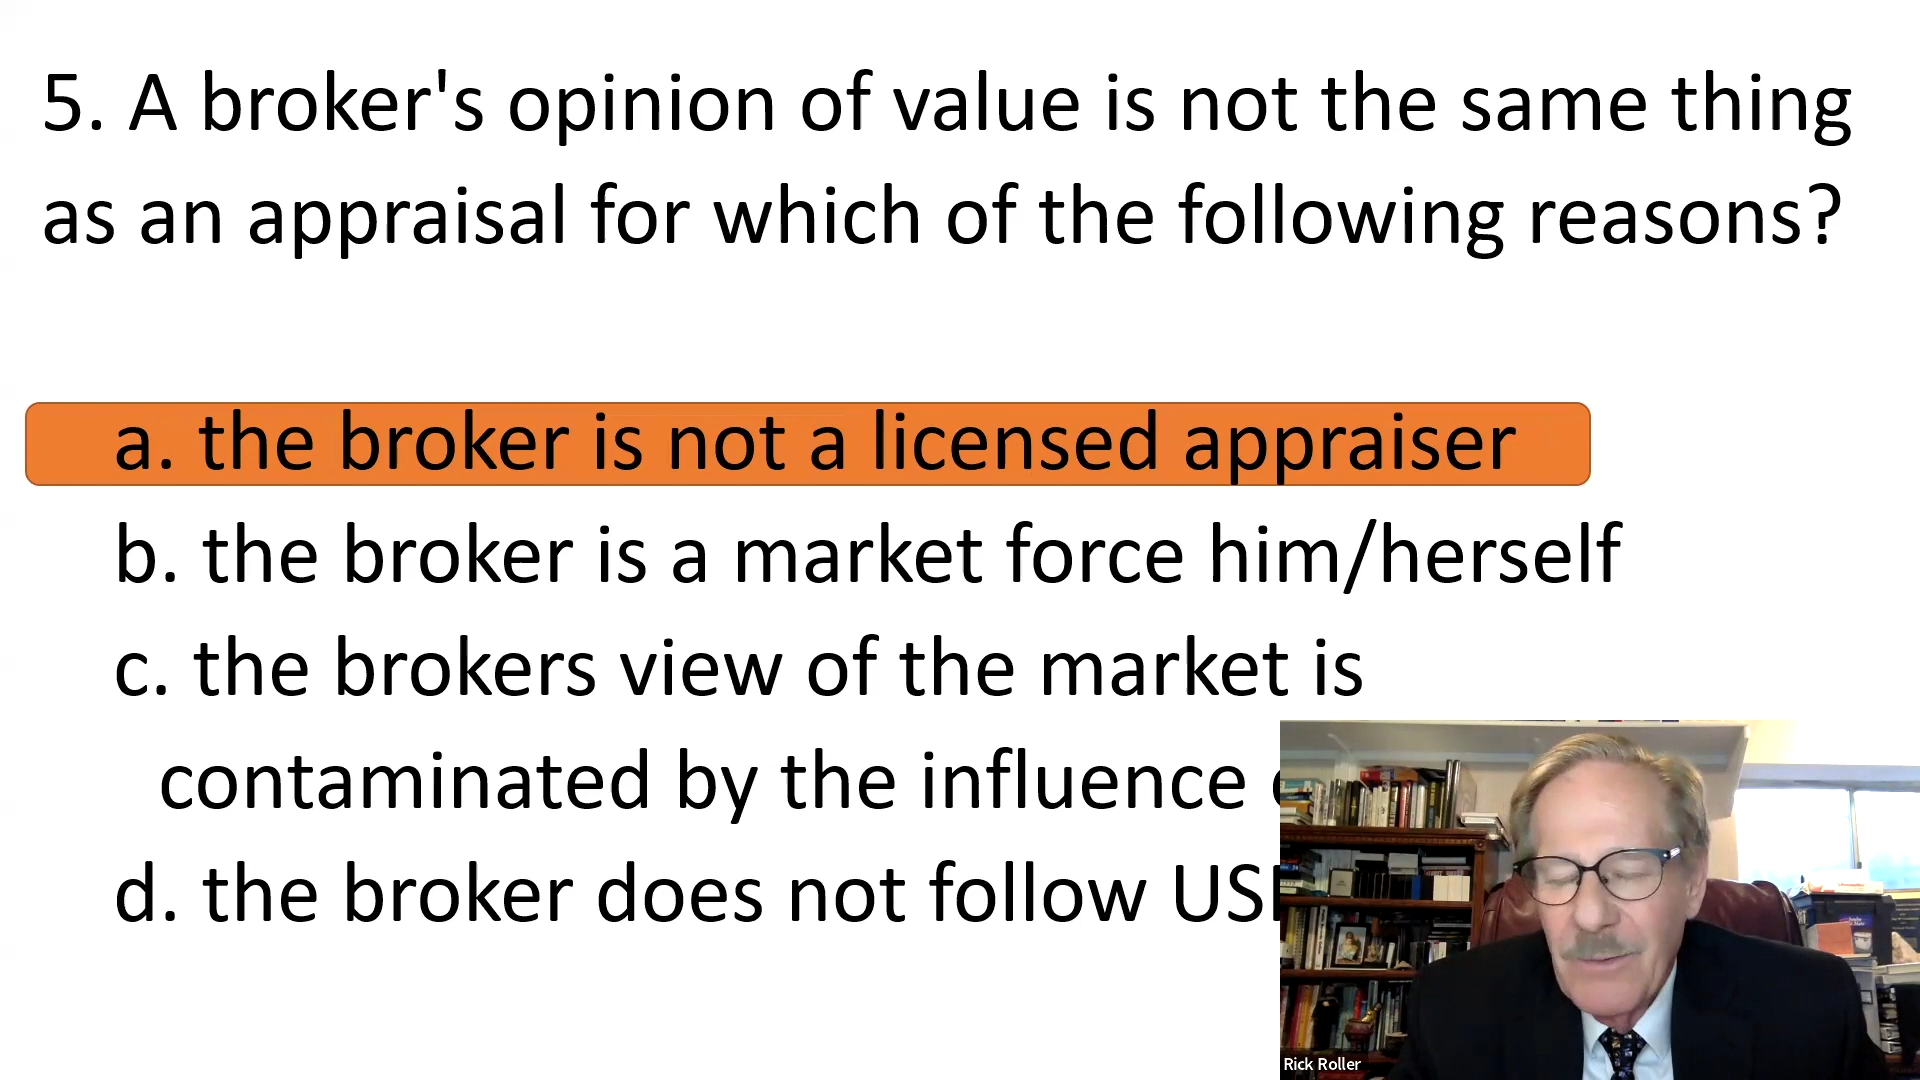 5. A broker's opinion of value is not the same thing
as an appraisal for which of the following reasons?
a. the broker is not a licensed appraiser
b. the broker is a market force him/herself
c. the brokers view of the market is
contaminated by the influence
d. the broker does not follow
Rick Roller